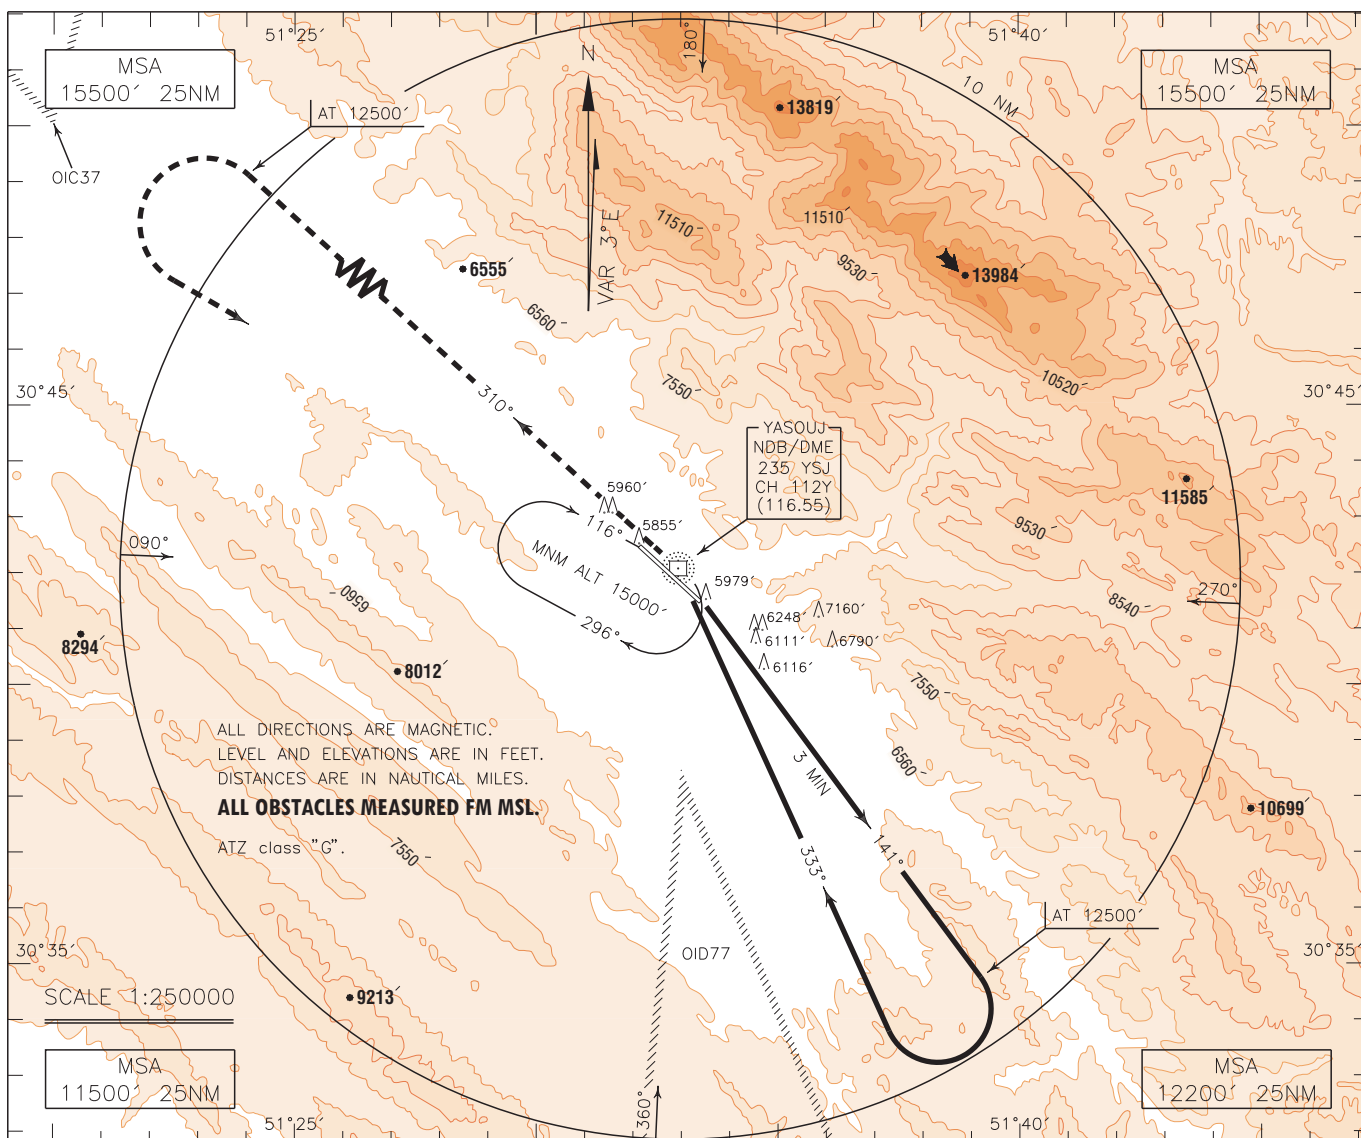 51°25′
51°40′
MSA
15500′ 25NM
MSA
15500′ 25NM
180°
N
10 NM
AT 12500′
13819′
OIC37
VAR 3°E
11510
11510′
6555′
9530
13984′
6560
7550
10520
30°45′
30°45′
310°
YASOUJ
NDB/DME
235 YSJ
CH 112Y
(116.55)
11585′
5960′
5855′
116°
9530
090°
MNM ALT 15000′
5979′
270°
6560
8540
7160′
6248′
6111′
6790′
6116′
296°
8294′
8012′
7550
ALL DIRECTIONS ARE MAGNETIC.
LEVEL AND ELEVATIONS ARE IN FEET.
DISTANCES ARE IN NAUTICAL MILES.
ALL OBSTACLES MEASURED FM MSL.
ATZ class "G".
3 MIN
6560
10699′
7550
141°
333°
AT 12500′
30°35′
30°35′
OID77
SCALE 1:250000
9213′
MSA
11500′ 25NM
MSA
12200′ 25NM
360°
51°25′
51°40′